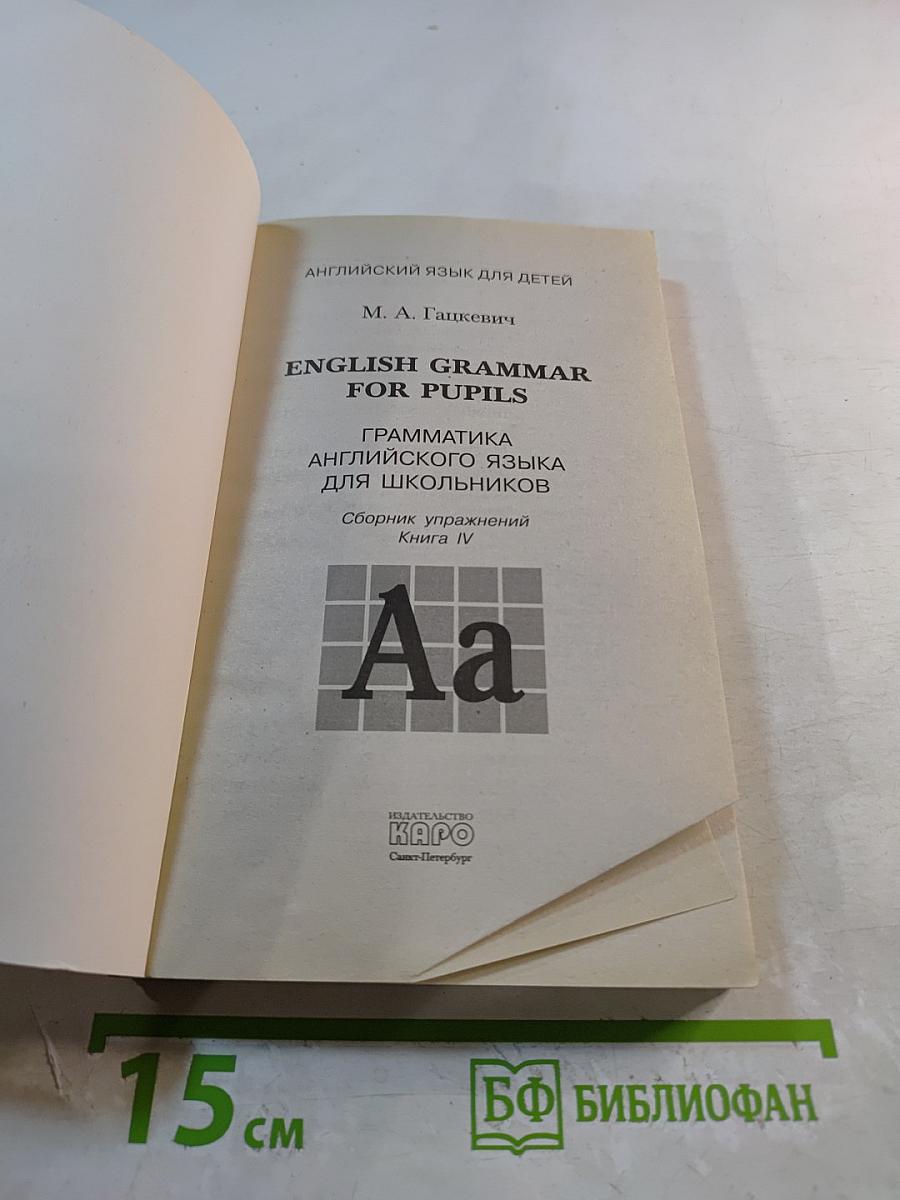 АНГЛИЙСКИЙ ЯЗЫК ДЛЯ ДЕТЕЙ
М. А. Гацкевич
ENGLISH GRAMMAR
FOR PUPILS
ГРАММАТИКА
АНГЛИЙСКОГО ЯЗЫКА
ДЛЯ ШКОЛЬНИКОВ
Сборник упражнений
Книга IV
Aa
ИЗДАТЕЛЬСТВО
КАРО
Санкт-Петербург
15 см
БФ БИБЛИОФАН